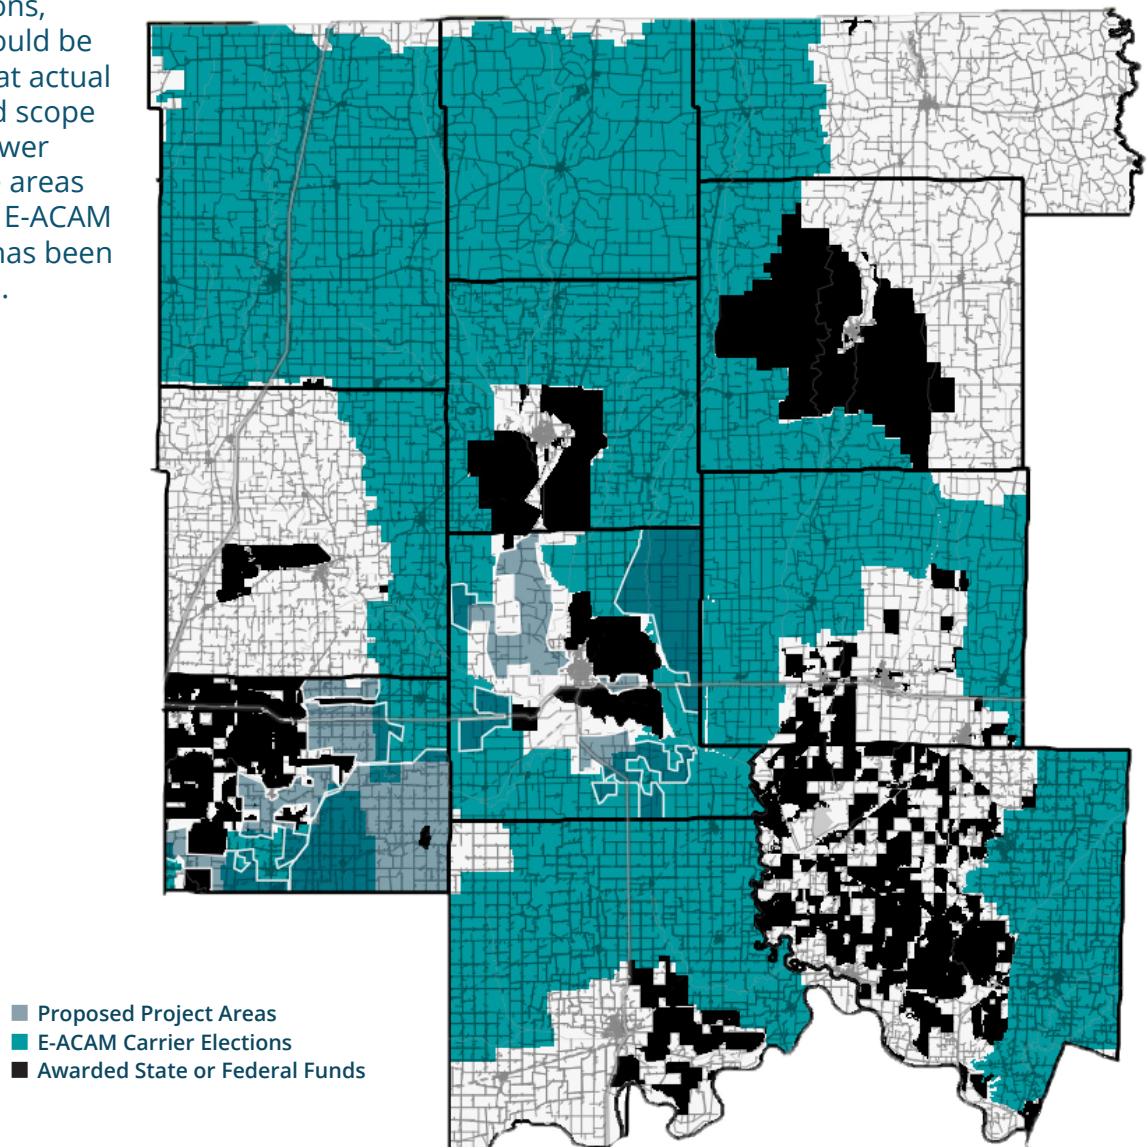 ons,
ould be
at actual
d scope
wer
areas
E-ACAM
has been
.
Proposed Project Areas
E-ACAM Carrier Elections
Awarded State or Federal Funds